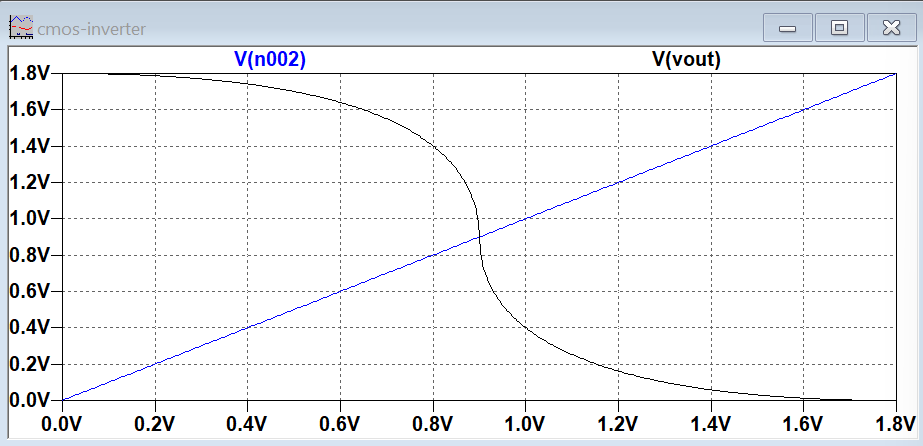 cmos-inverter
V(n002) V(vout)
1.8V
1.6V
1.4V
1.2V
1.0V
0.8V
0.6V
0.4V
0.2V
0.0V
0.0V 0.2V 0.4V 0.6V 0.8V 1.0V 1.2V 1.4V 1.6V 1.8V